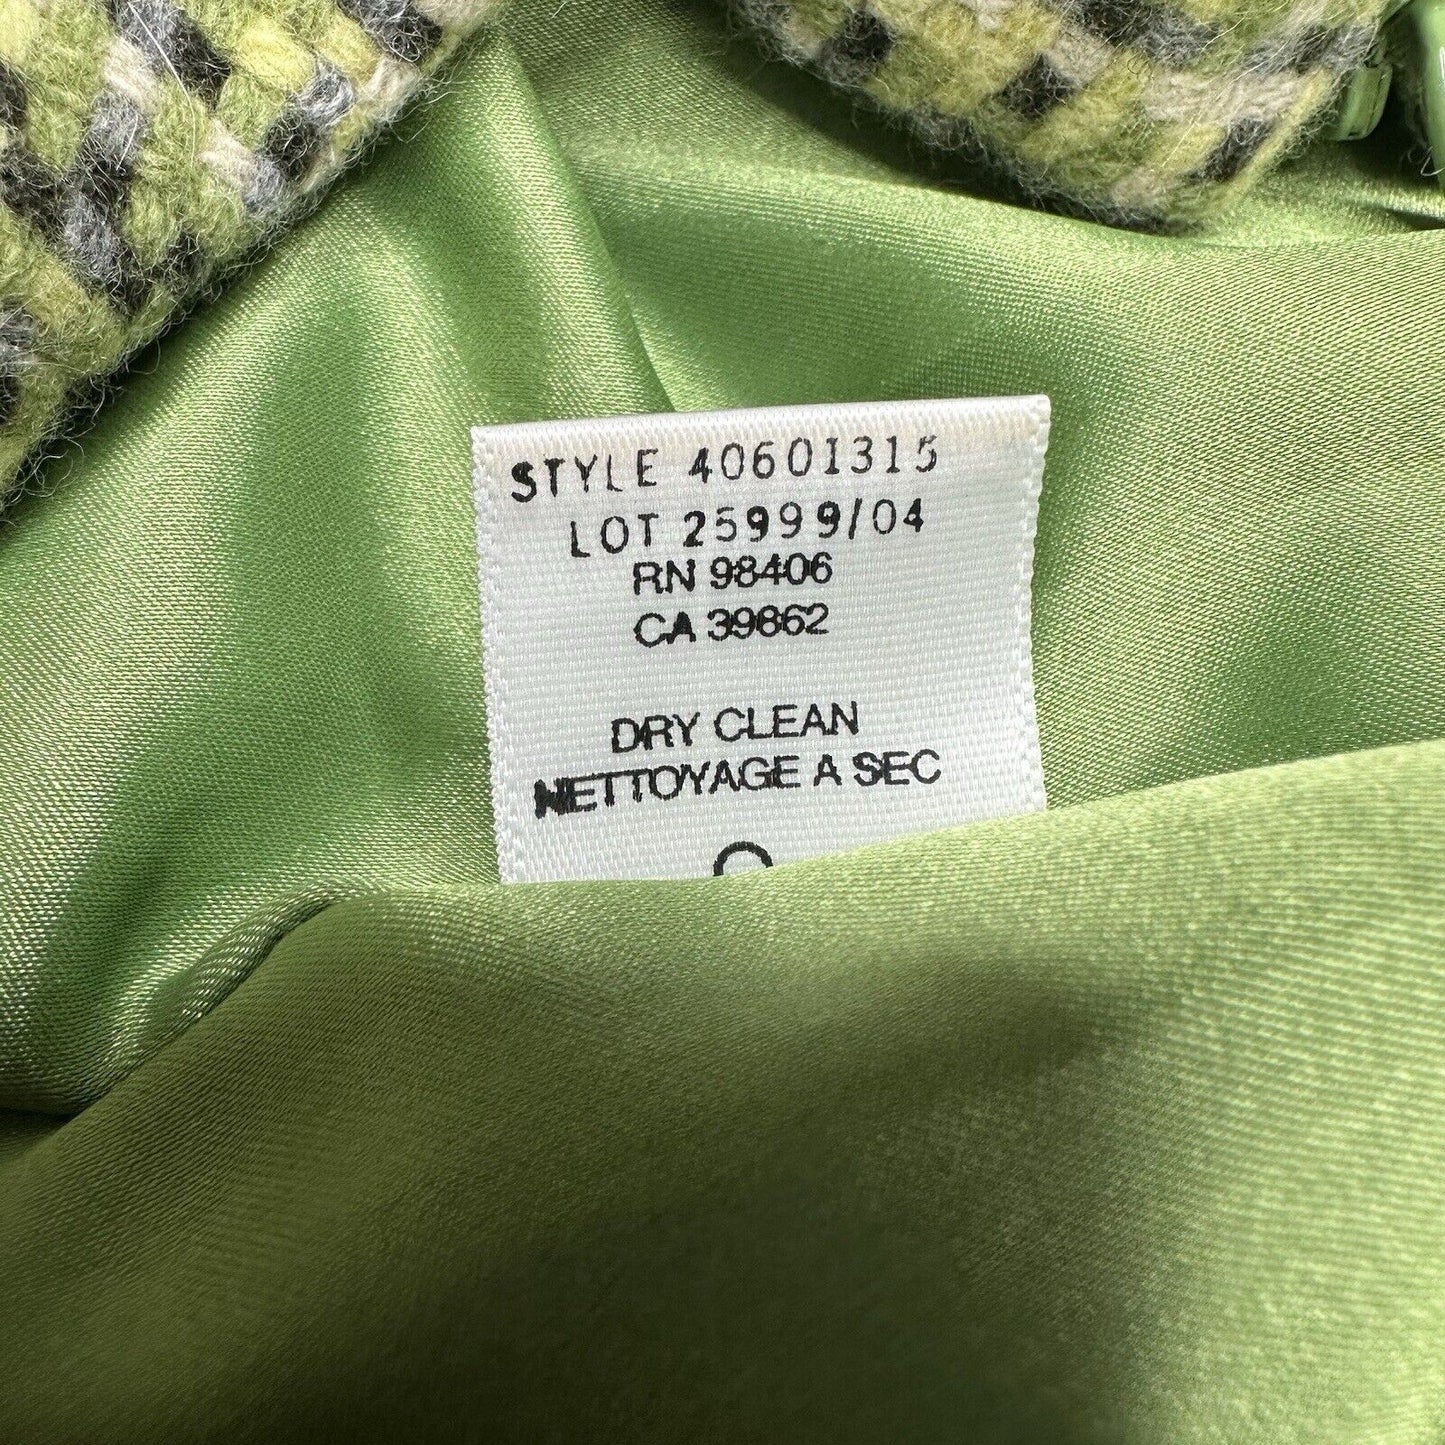 STYLE 40601315
LOT 25999/04
RN 98406
CA 39862
DRY CLEAN
NETTOYAGE A SEC